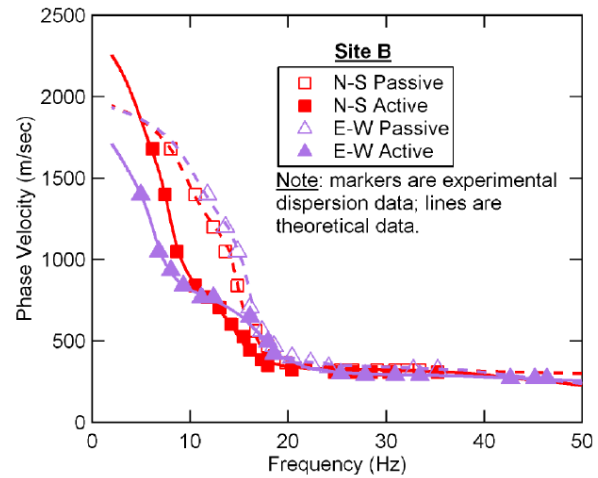 Site B
N-S Passive
N-S Active
E-W Passive
E-W Active
Note: markers are experimental
dispersion data; lines are
theoretical data.
Phase Velocity (m/sec)
2500
2000
1500
1000
500
0
0 10 20 30 40 50
Frequency (Hz)